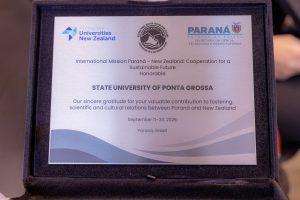 Universities
New Zealand
PARANÁ
International Mission Paraná - New Zealand: Cooperation for a
Sustainable Future
Honorable
STATE UNIVERSITY OF PONTA GROSSA
Our sincere gratitude for your valuable contribution to fostering
scientific and cultural relations between Paraná and New Zealand
Paraná, Brazil